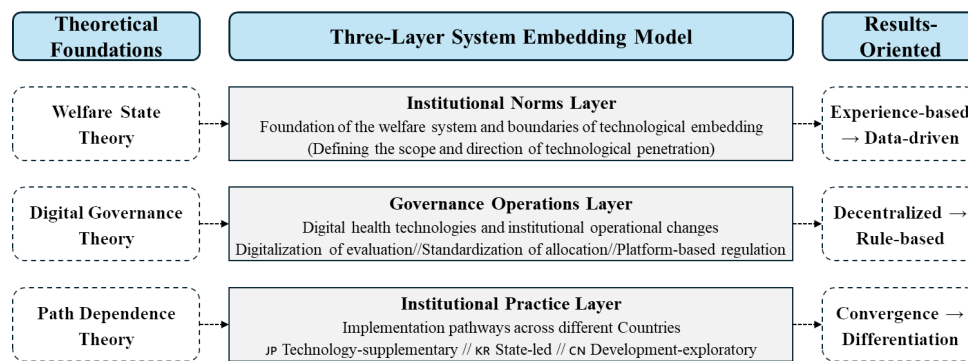 Theoretical
Foundations
Three-Layer System Embedding Model
Results-
Oriented
Welfare State
Theory
Institutional Norms Layer
Foundation of the welfare system and boundaries of technological embedding
(Defining the scope and direction of technological penetration)
Experience-based
→ Data-driven
Digital Governance
Theory
Governance Operations Layer
Digital health technologies and institutional operational changes
Digitalization of evaluation//Standardization of allocation//Platform-based regulation
Decentralized →
Rule-based
Path Dependence
Theory
Institutional Practice Layer
Implementation pathways across different Countries
JP Technology-supplementary // KR State-led // CN Development-exploratory
Convergence →
Differentiation